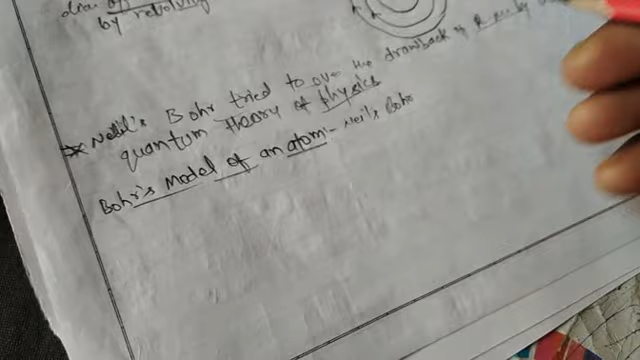 by revolving
* Neil's Bohr tried to over the drawback of R
quantum Theory of physics
Bohr's Model of an atom:- Neil's Bohr